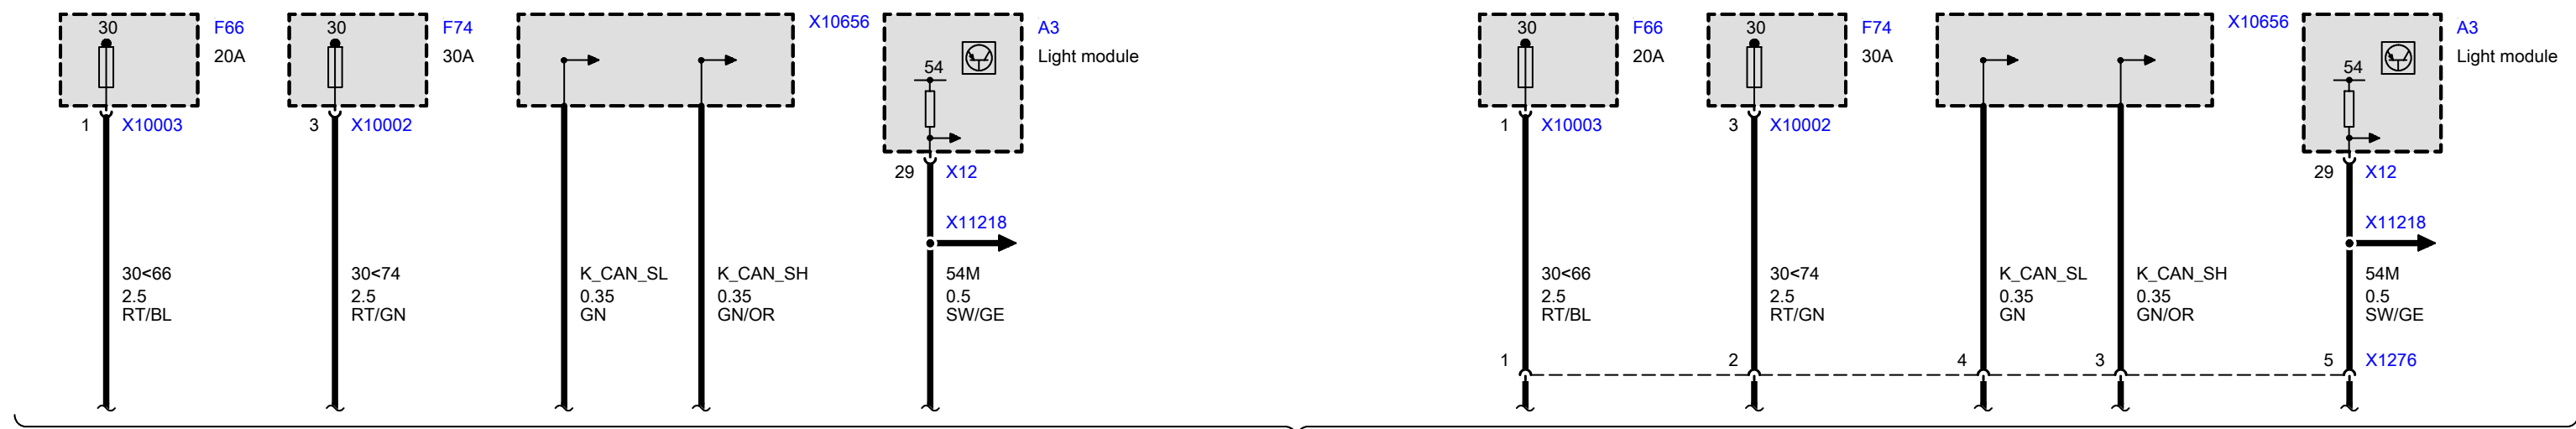 30
F66
20A
1
X10003
30<66
2.5
RT/BL
30
F74
30A
3
X10002
30<74
2.5
RT/GN
X10656
K_CAN_SL
0.35
GN
K_CAN_SH
0.35
GN/OR
54
A3
Light module
29
X12
X11218
54M
0.5
SW/GE
30
F66
20A
1
X10003
30<66
2.5
RT/BL
1
30
F74
30A
3
X10002
30<74
2.5
RT/GN
2
X10656
K_CAN_SL
0.35
GN
4
K_CAN_SH
0.35
GN/OR
3
54
A3
Light module
29
X12
X11218
54M
0.5
SW/GE
5
X1276